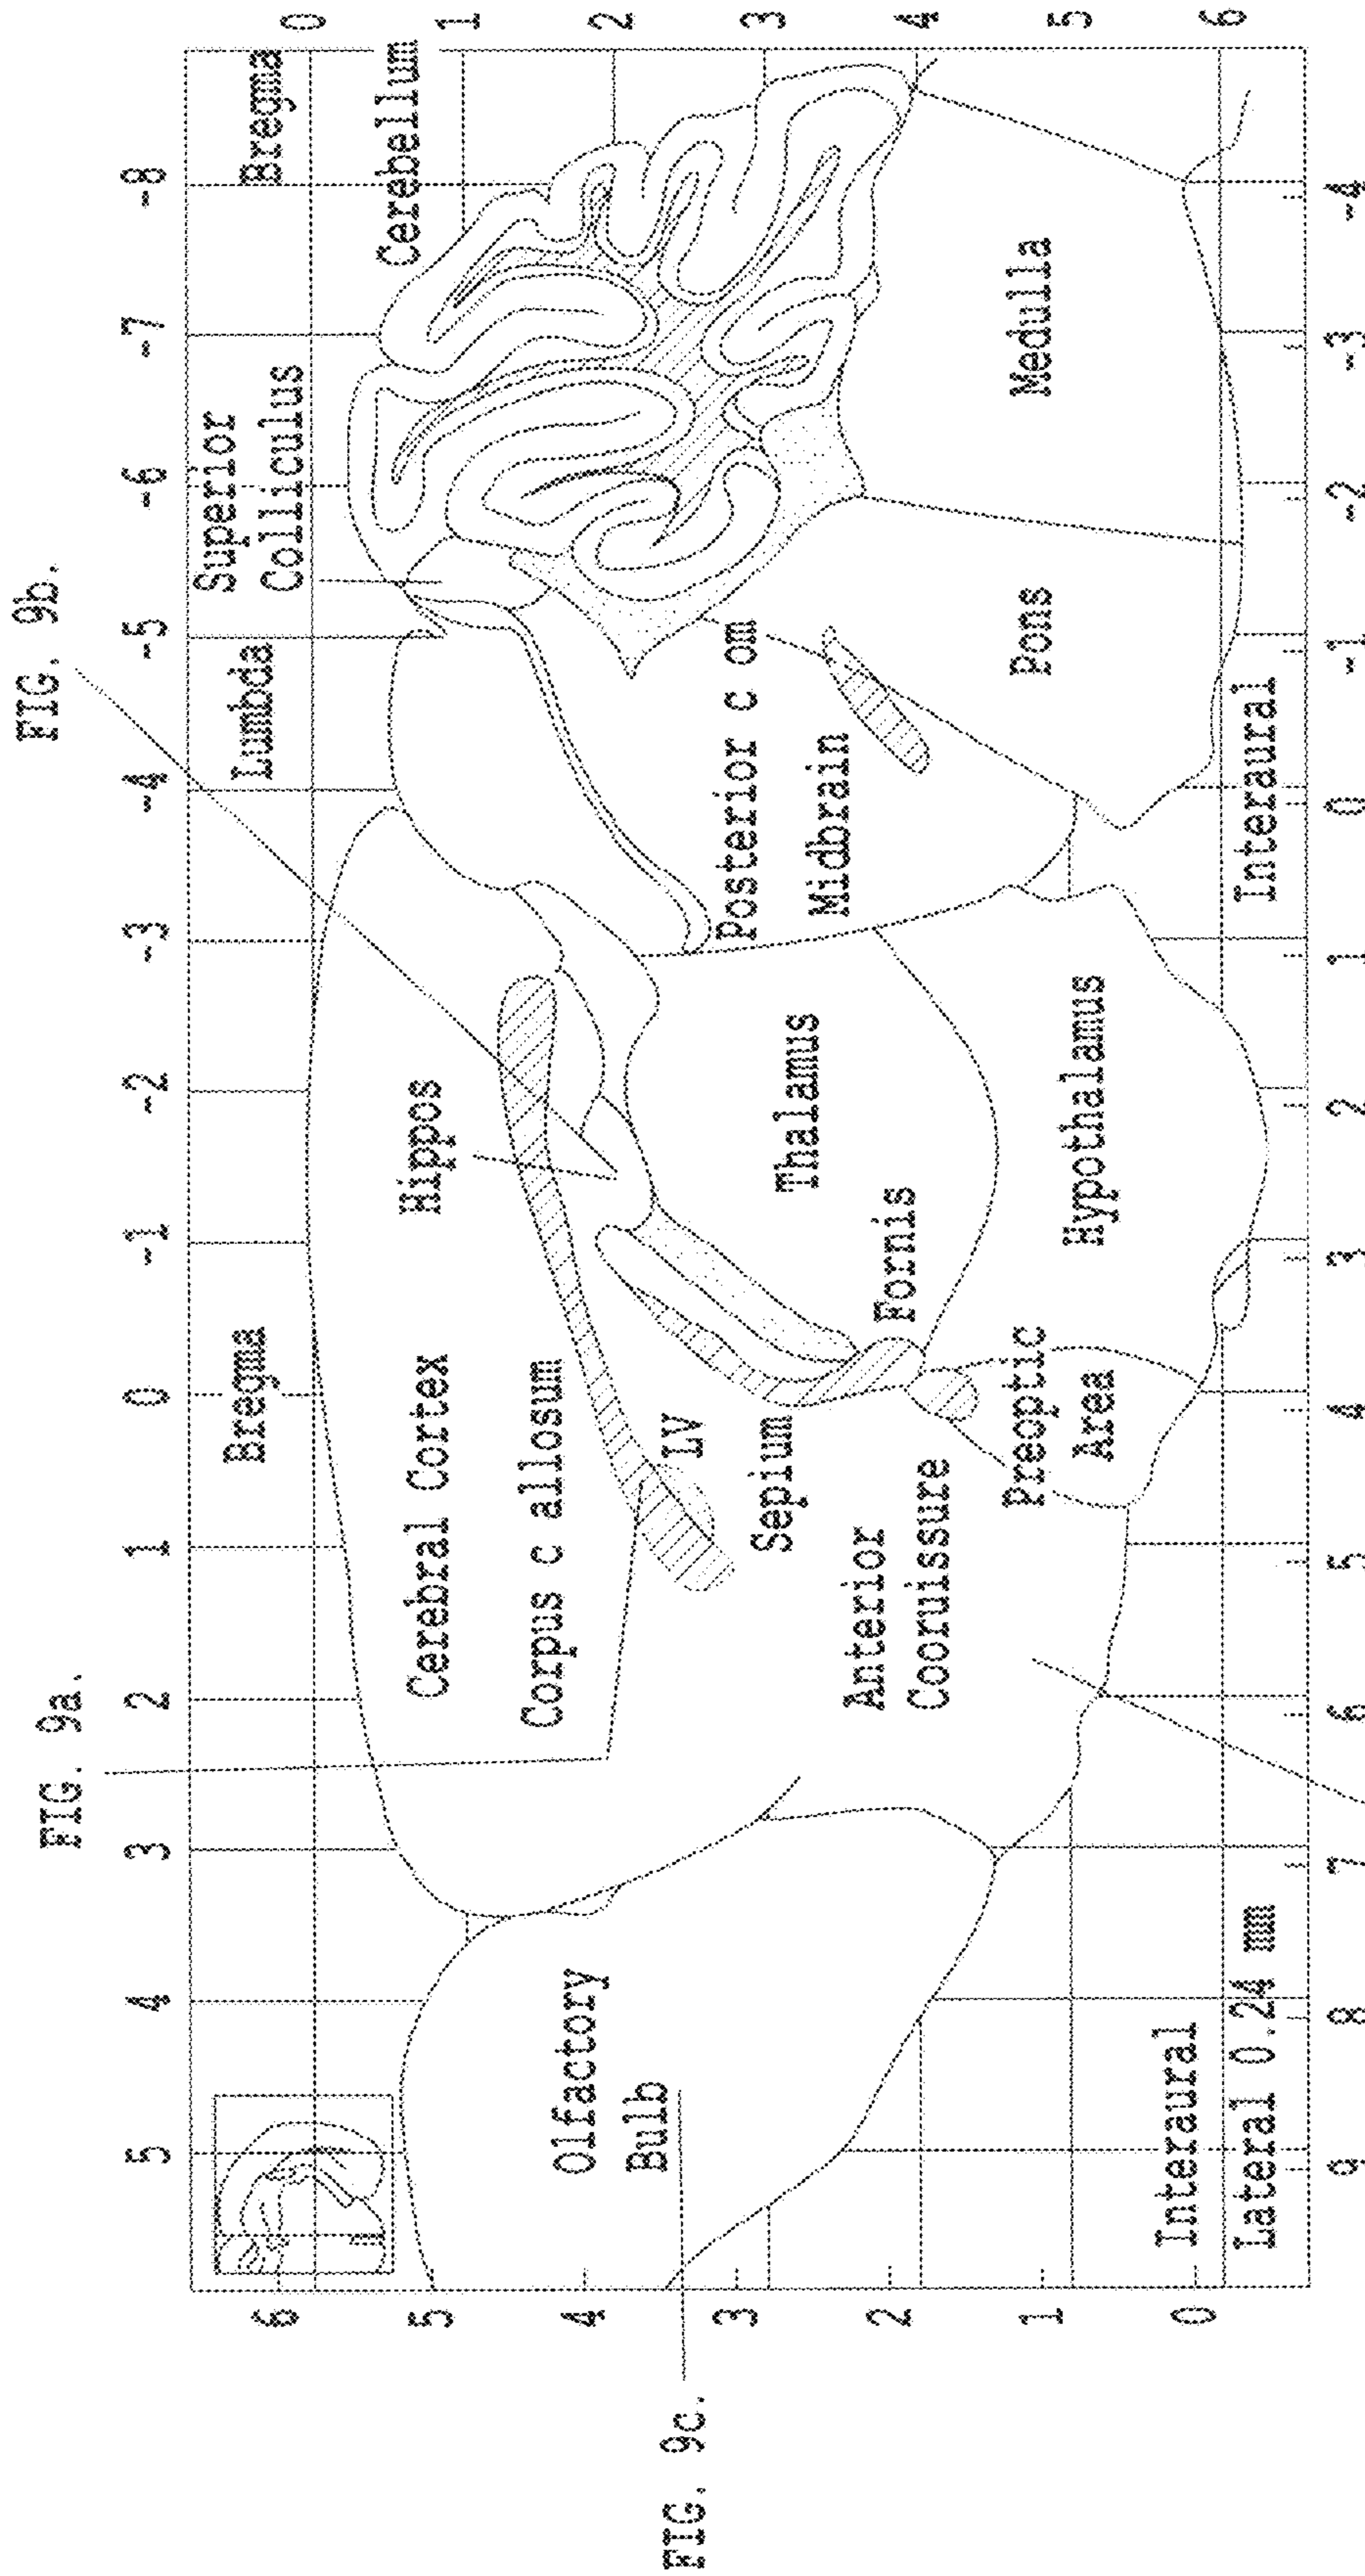 FIG. 9a.
FIG. 9b.
5 4 3 2 1 0 -1 -2 -3 -4 -5 -6 -7 -8
Bregma
Lumbda
Superior
Colliculus
Bregma
0
1
2
3
4
5
6
6
5
4
3
2
1
0
Cerebellum
Hippos
Cerebral Cortex
Corpus c allosum
LV
Olfactory
Bulb
FIG. 9c.
Sepium
Thalamus
Posterior c om
Midbrain
Anterior
Cooruissure
Fornis
Preoptic
Area
Hypothalamus
Pons
Medulla
Interaural
Lateral 0.24 mm
Interaural
9 8 7 6 5 4 3 2 1 0 -1 -2 -3 -4